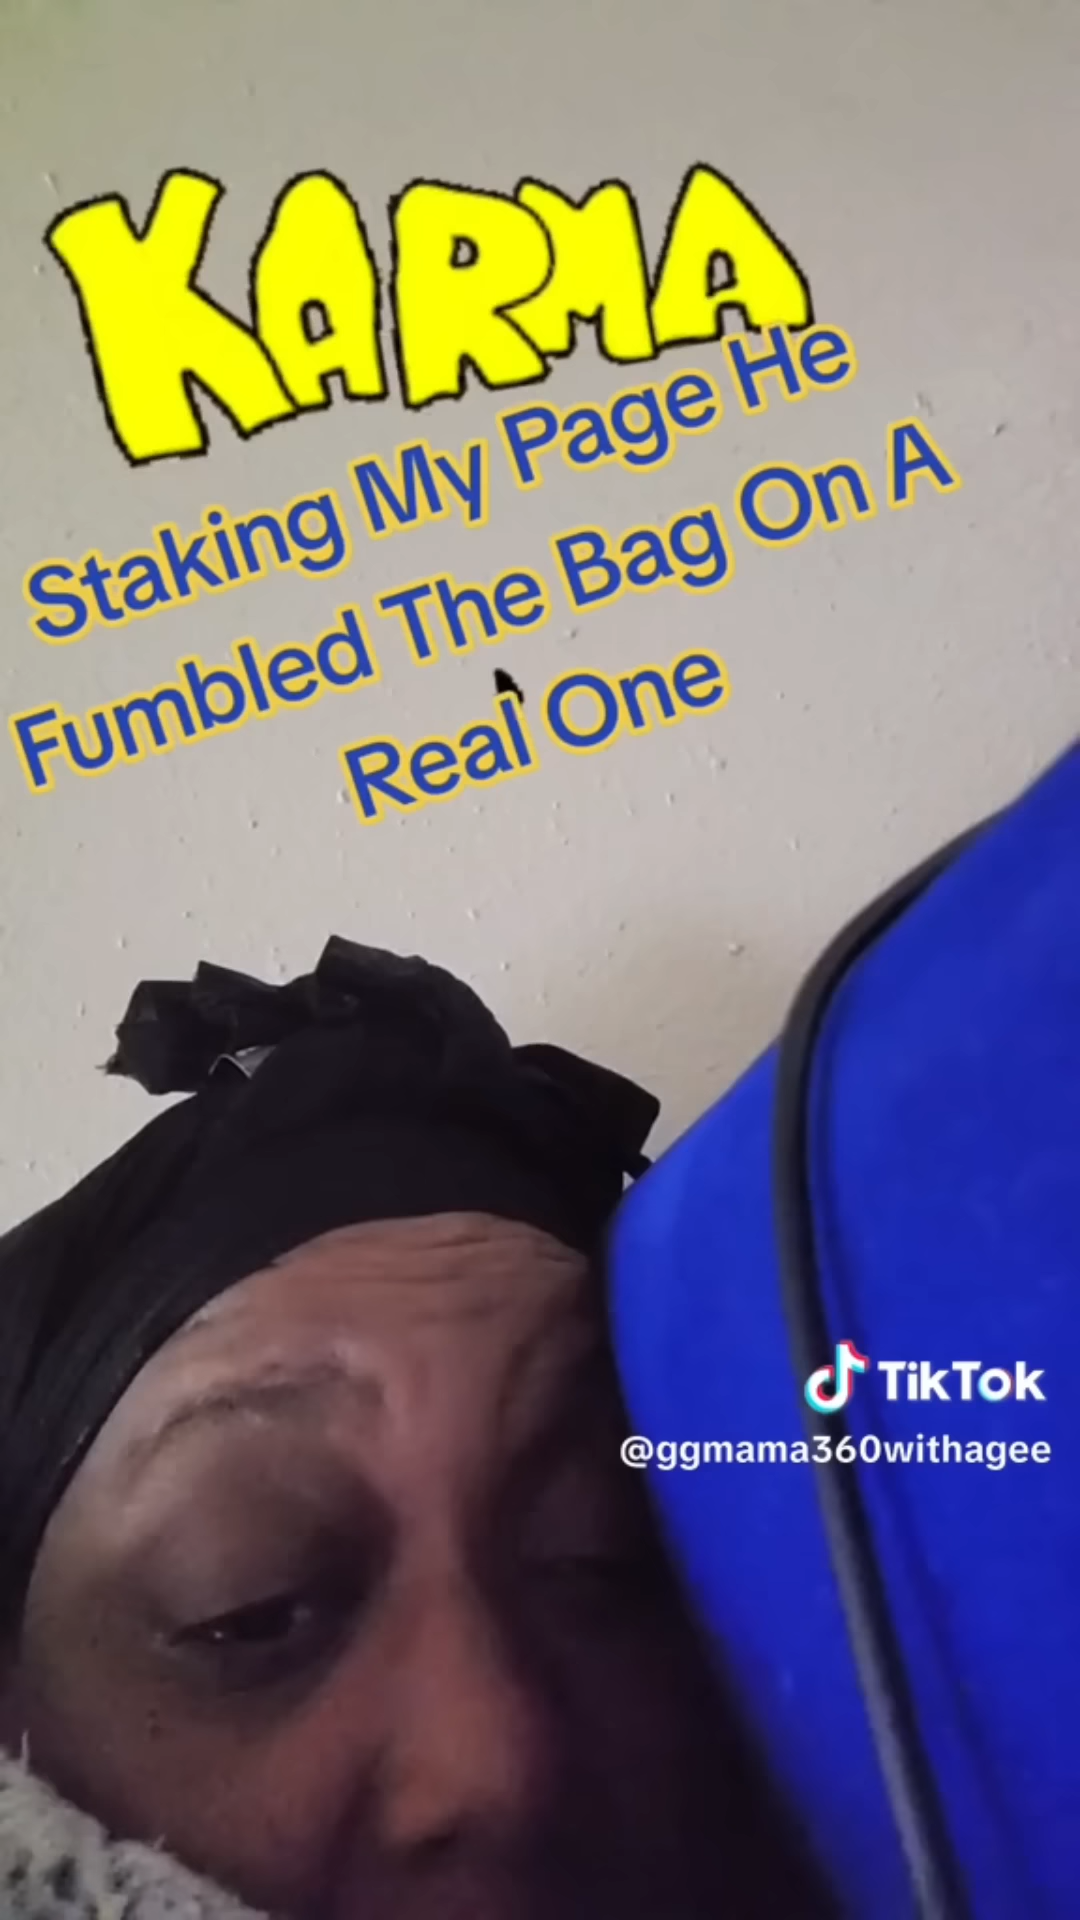 KARMA
Staking My Page He
Fumbled The Bag On A
Real One
TikTok
@ggmama360withagee